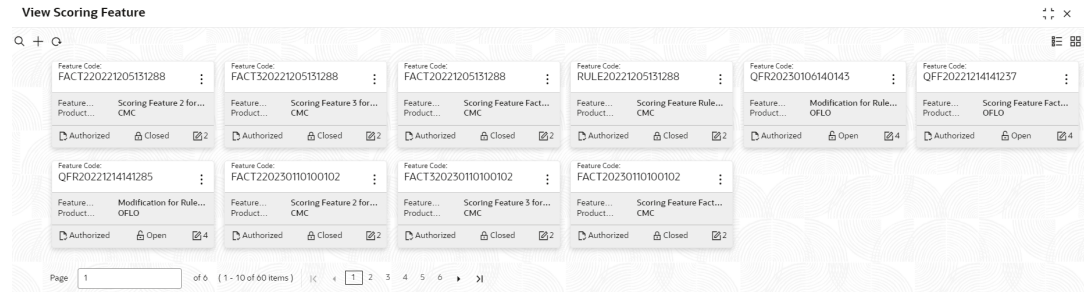 View Scoring Feature
Feature Code: Feature Code: Feature Code: Feature Code: Feature Code: Feature Code:
FACT220221205131288 FACT320221205131288 FACT20221205131288 RULE20221205131288 QFR20230106140143 QFF20221214141237
Feature... Scoring Feature 2 for... Feature... Scoring Feature 3 for... Feature... Scoring Feature Fact... Feature... Scoring Feature Rule... Feature... Modification for Rule... Feature... Scoring Feature Fact...
Product... CMC Product... CMC Product... CMC Product... CMC Product... OFLO Product... OFLO
Authorized Closed 2 Authorized Closed 2 Authorized Closed 2 Authorized Closed 2 Authorized Open 4 Authorized Open 4
Feature Code: Feature Code: Feature Code: Feature Code:
QFR20221214141285 FACT220230110100102 FACT320230110100102 FACT20230110100102
Feature... Modification for Rule... Feature... Scoring Feature 2 for... Feature... Scoring Feature 3 for... Feature... Scoring Feature Fact...
Product... OFLO Product... CMC Product... CMC Product... CMC
Authorized Open 4 Authorized Closed 2 Authorized Closed 2 Authorized Closed 2
Page 1 of 6 ( 1 - 10 of 60 items ) 1 2 3 4 5 6